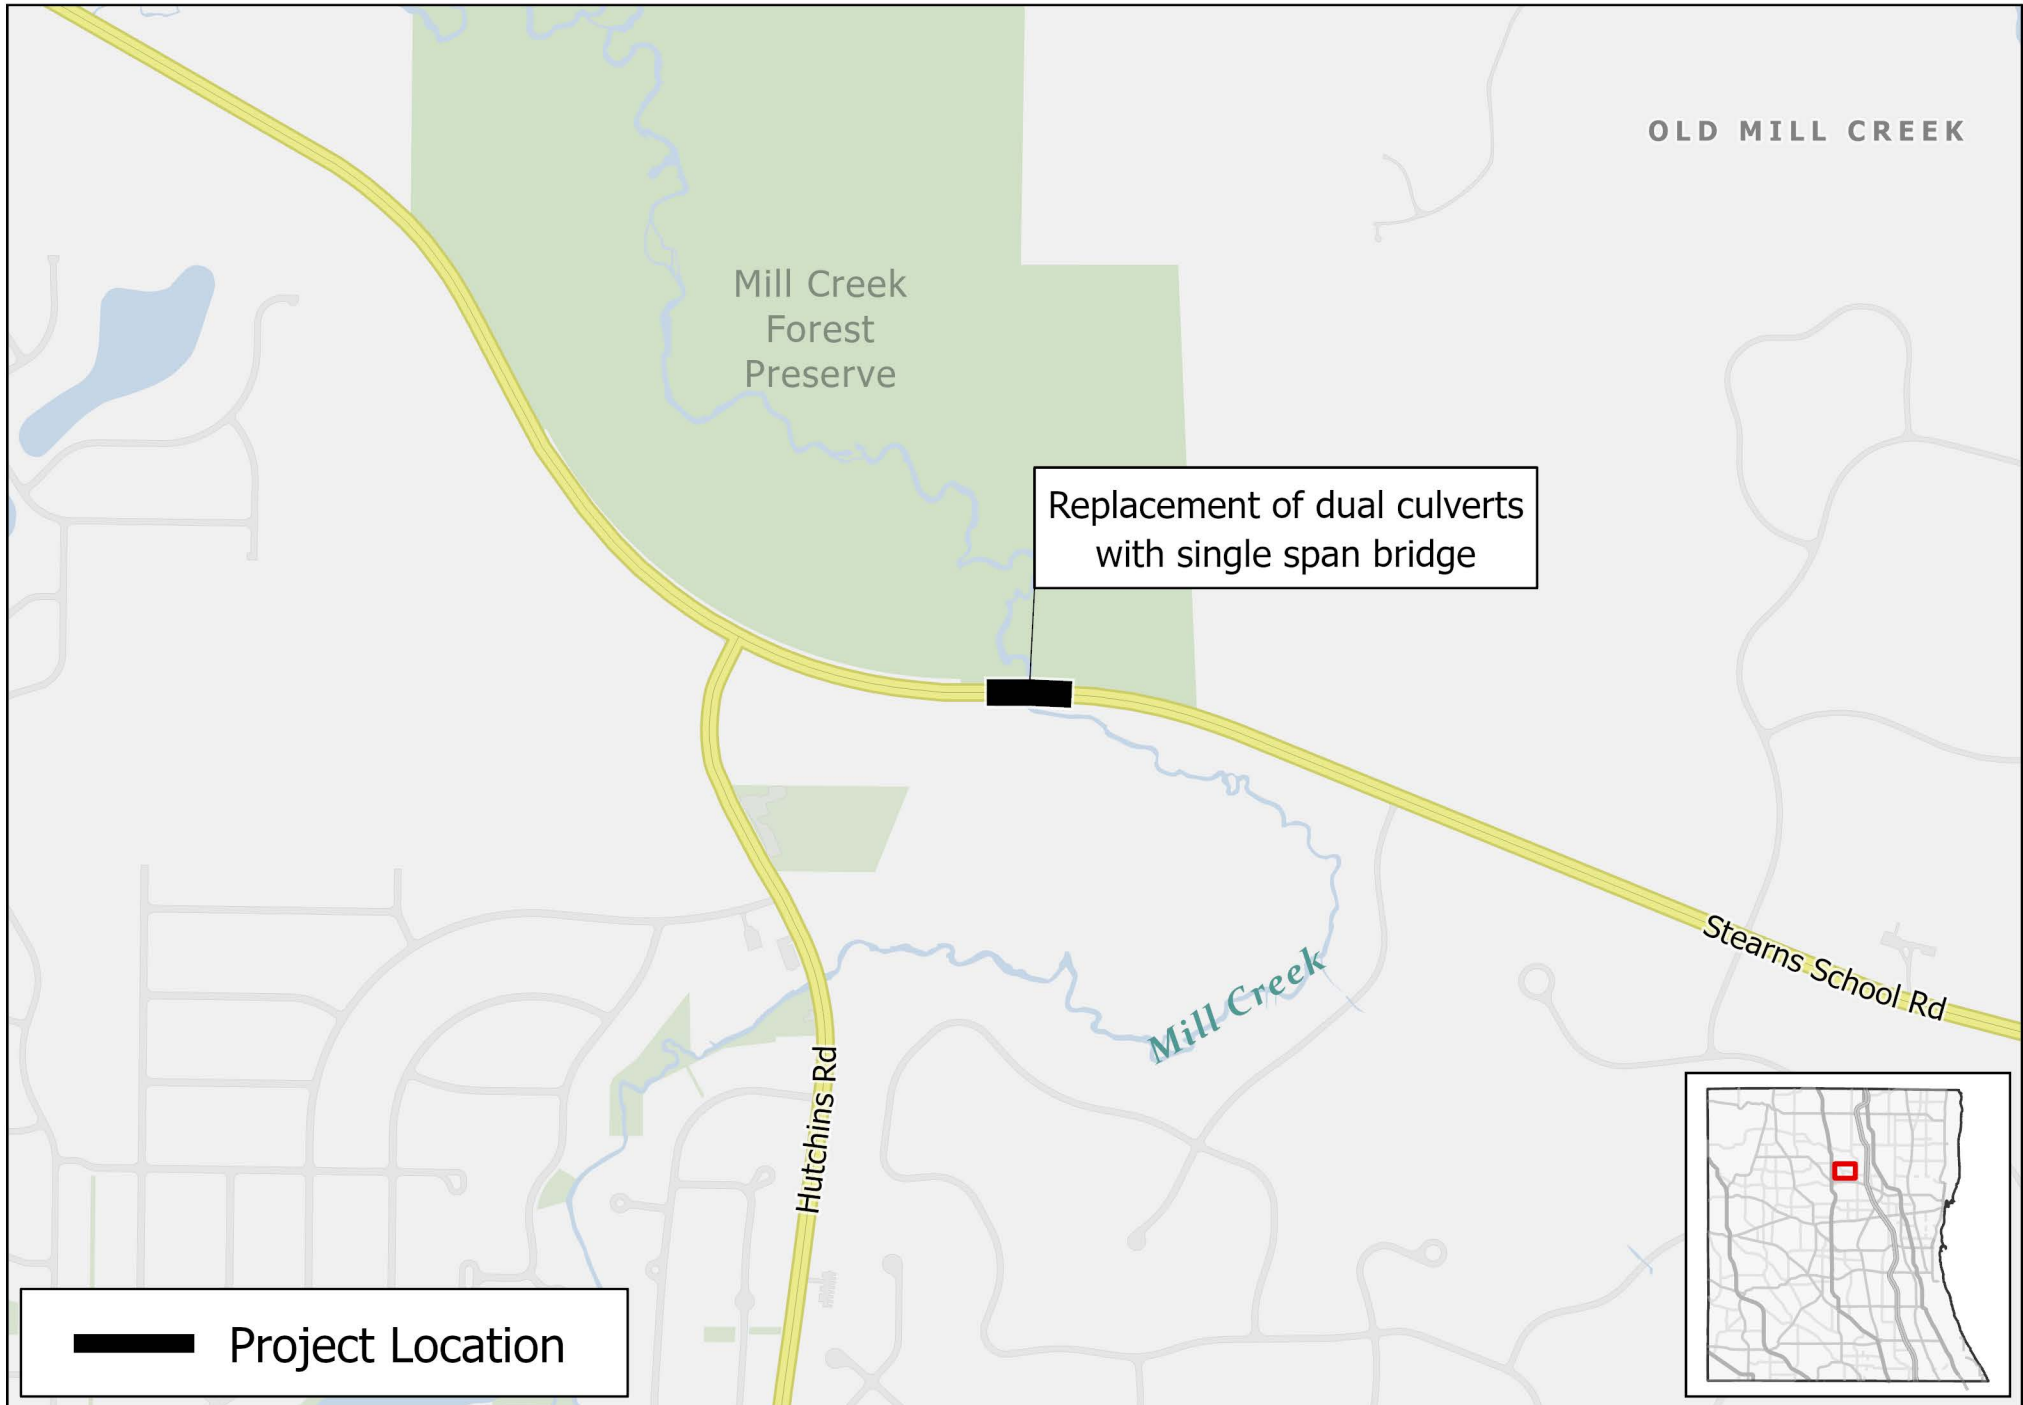 OLD MILL CREEK
Mill Creek
Forest
Preserve
Replacement of dual culverts
with single span bridge
Stearns School Rd
Mill Creek
Hutchins Rd
Project Location